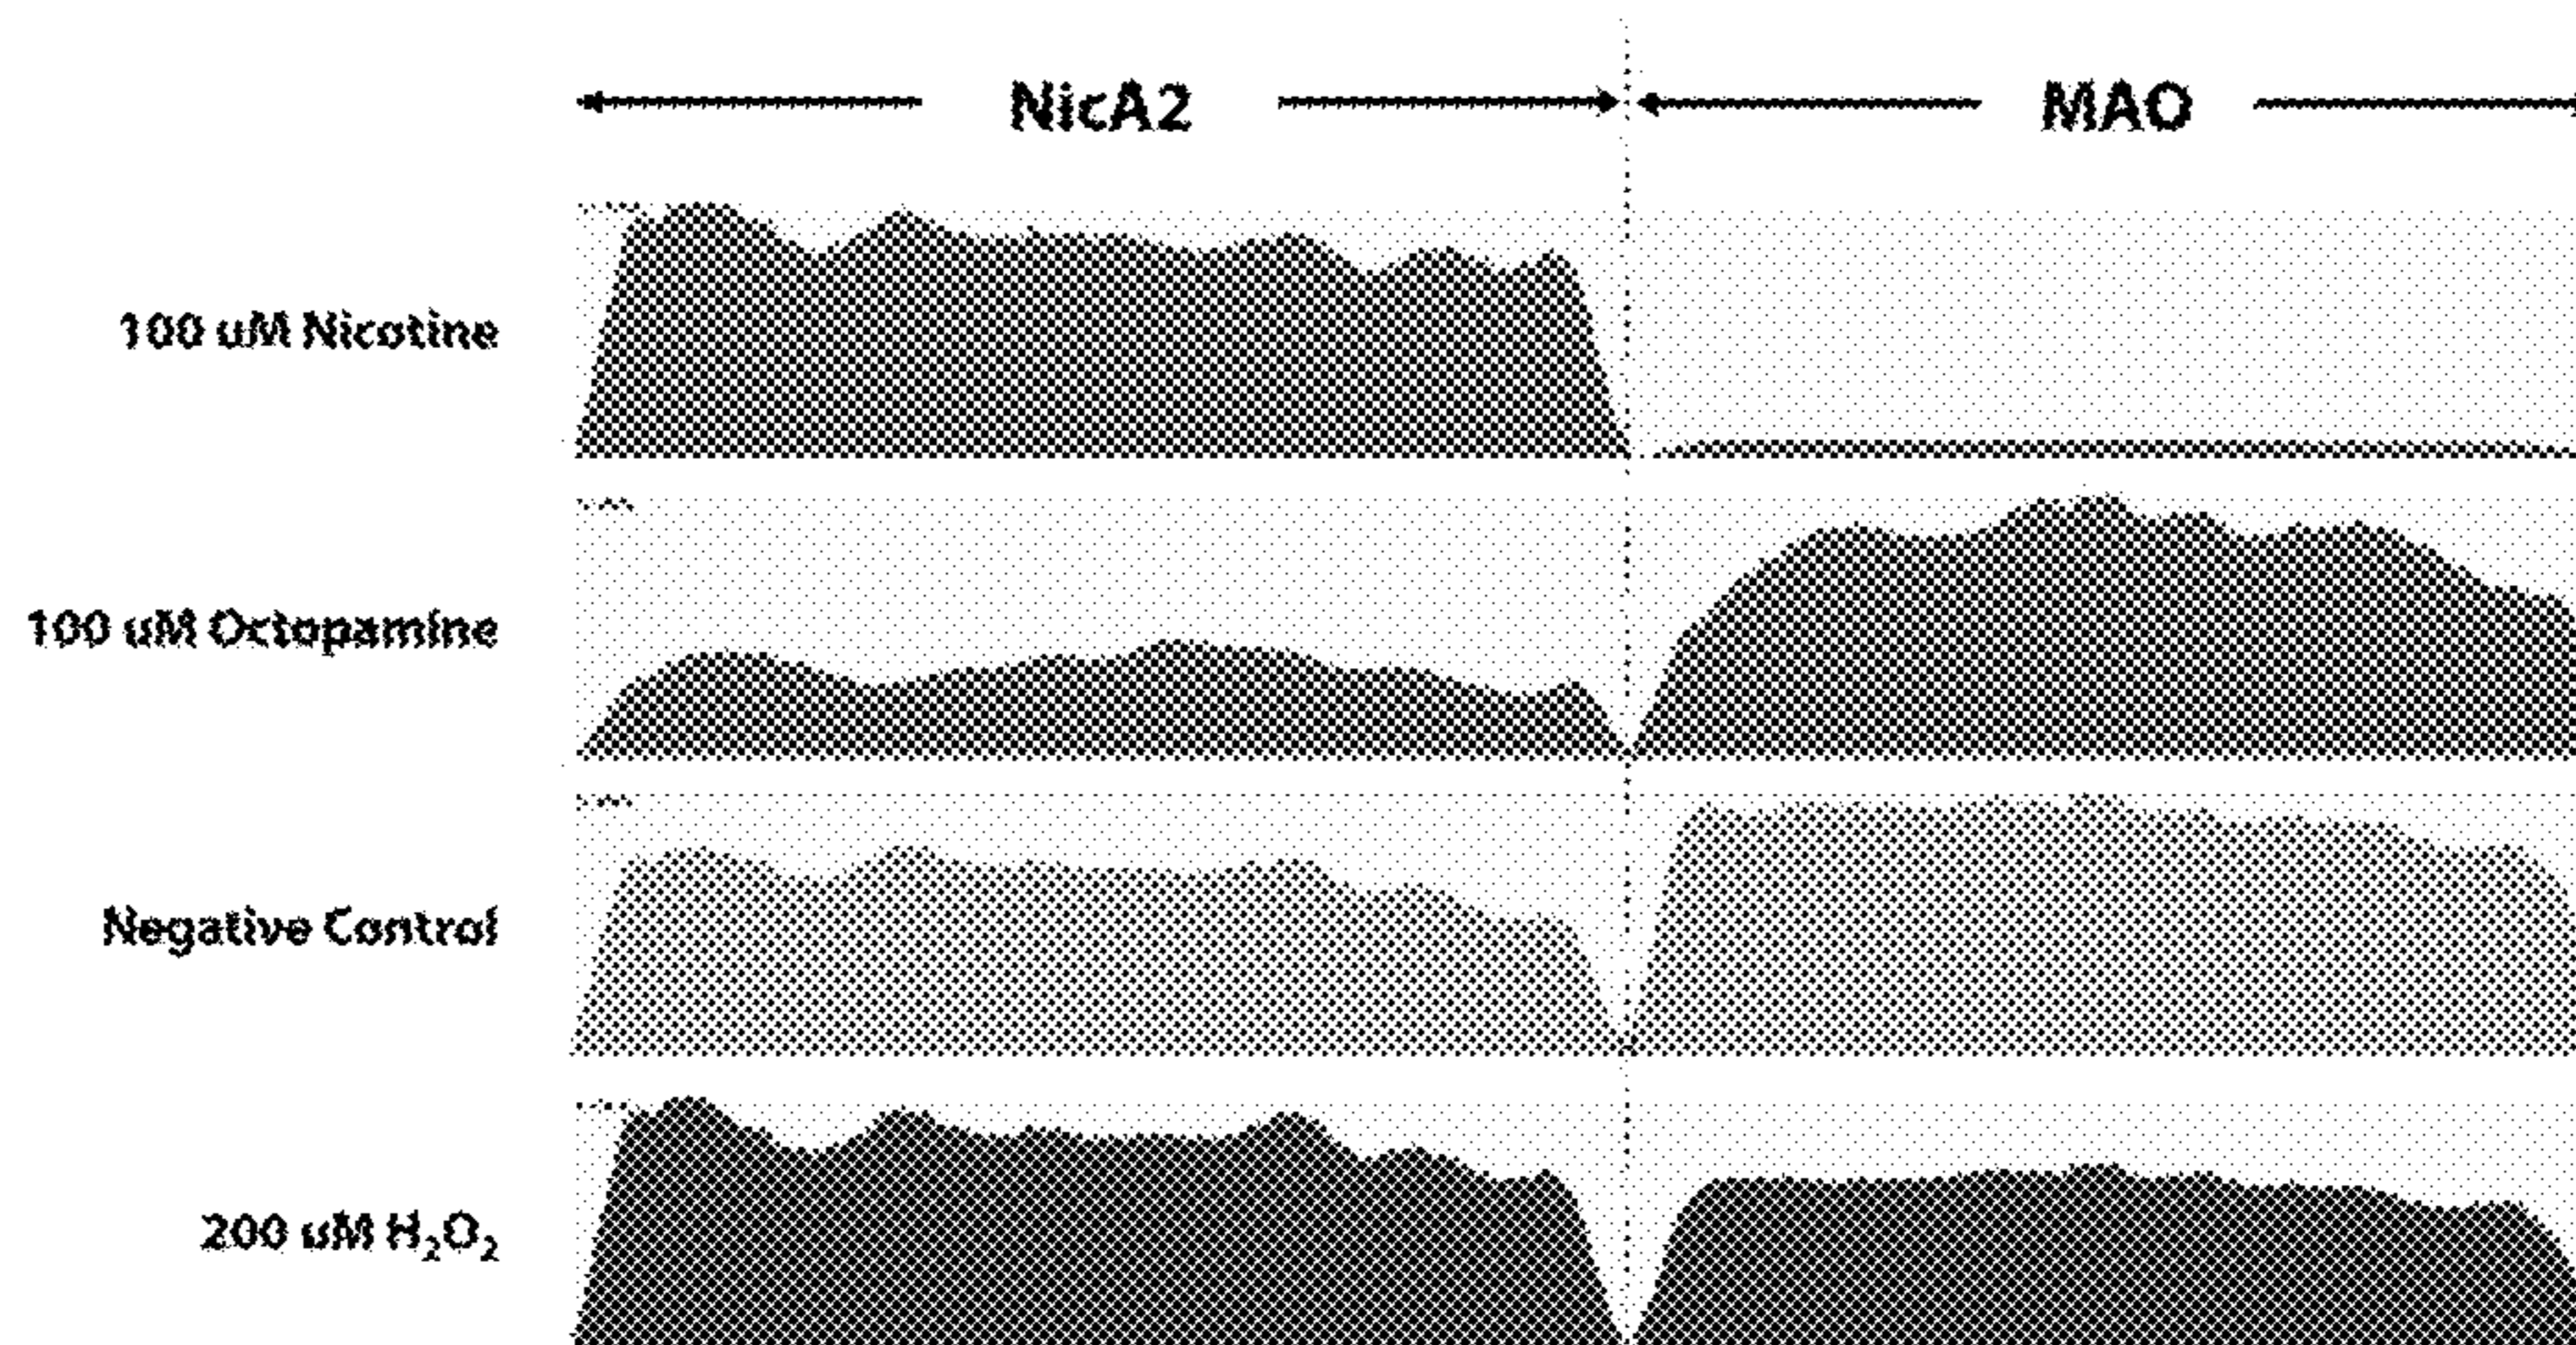 NicA2 MAO
100 uM Nicotine
100 uM Octopamine
Negative Control
200 uM H₂O₂